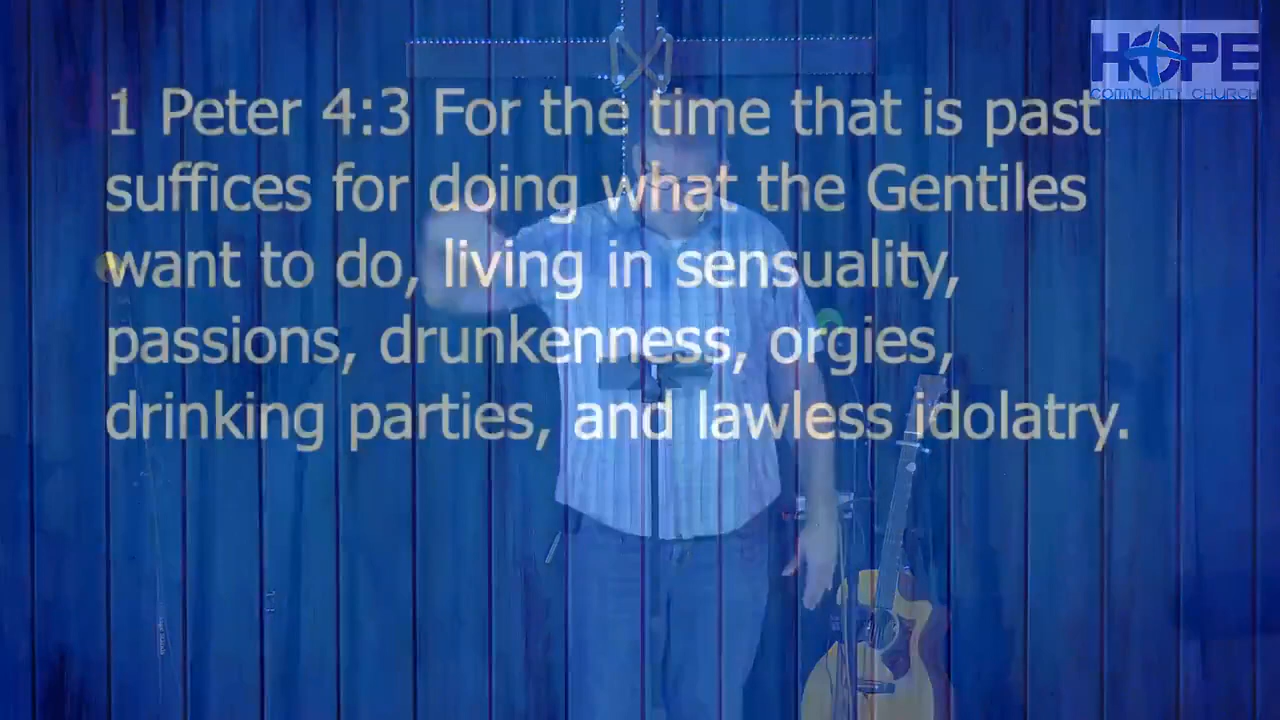 HOPE
COMMUNITY CHURCH
1 Peter 4:3 For the time that is past
suffices for doing what the Gentiles
want to do, living in sensuality,
passions, drunkenness, orgies,
drinking parties, and lawless idolatry.